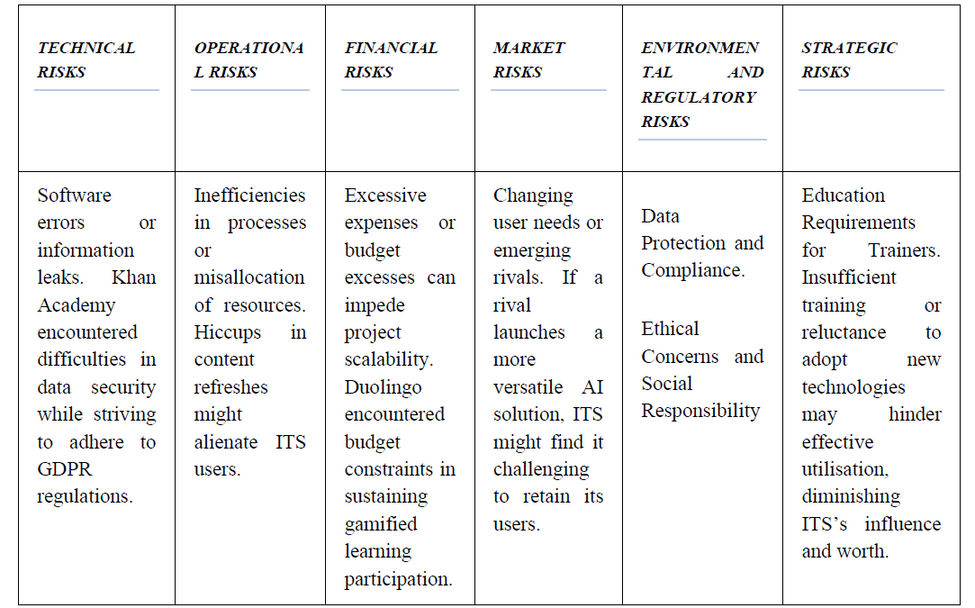 TECHNICAL
RISKS
OPERATIONA
L RISKS
FINANCIAL
RISKS
MARKET
RISKS
ENVIRONMEN
TAL AND
REGULATORY
RISKS
STRATEGIC
RISKS
Software
errors or
information
leaks. Khan
Academy
encountered
difficulties in
data security
while striving
to adhere to
GDPR
regulations.
Inefficiencies
in processes
or
misallocation
of resources.
Hiccups in
content
refreshes
might
alienate ITS
users.
Excessive
expenses or
budget
excesses can
impede
project
scalability.
Duolingo
encountered
budget
constraints in
sustaining
gamified
learning
participation.
Changing
user needs or
emerging
rivals. If a
rival
launches a
more
versatile AI
solution, ITS
might find it
challenging
to retain its
users.
Data
Protection and
Compliance.
Ethical
Concerns and
Social
Responsibility
Education
Requirements
for Trainers.
Insufficient
training or
reluctance to
adopt new
technologies
may hinder
effective
utilisation,
diminishing
ITS's influence
and worth.